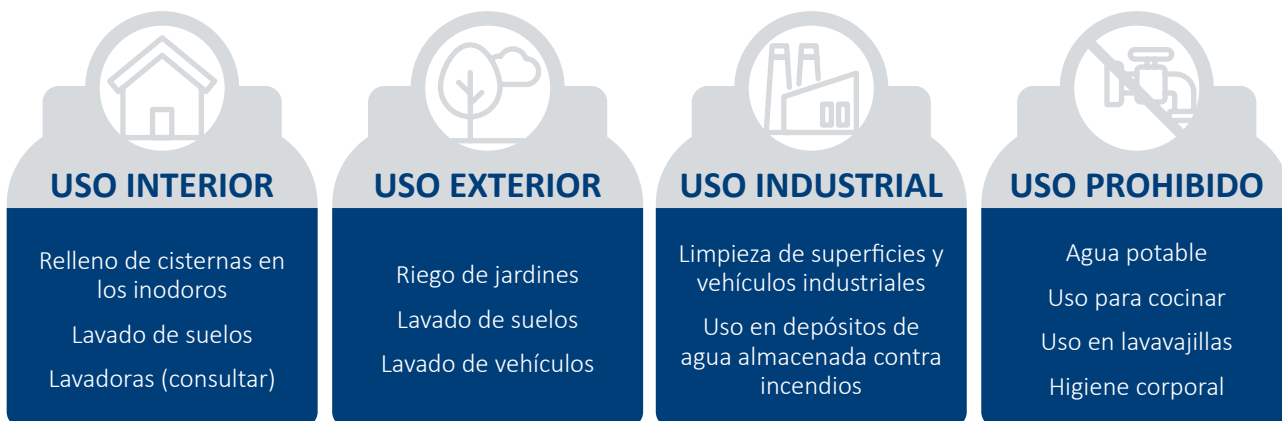 USO INTERIOR
Relleno de cisternas en
los inodoros
Lavado de suelos
Lavadoras (consultar)
USO EXTERIOR
Riego de jardines
Lavado de suelos
Lavado de vehículos
USO INDUSTRIAL
Limpieza de superficies y
vehículos industriales
Uso en depósitos de
agua almacenada contra
incendios
USO PROHIBIDO
Agua potable
Uso para cocinar
Uso en lavavajillas
Higiene corporal